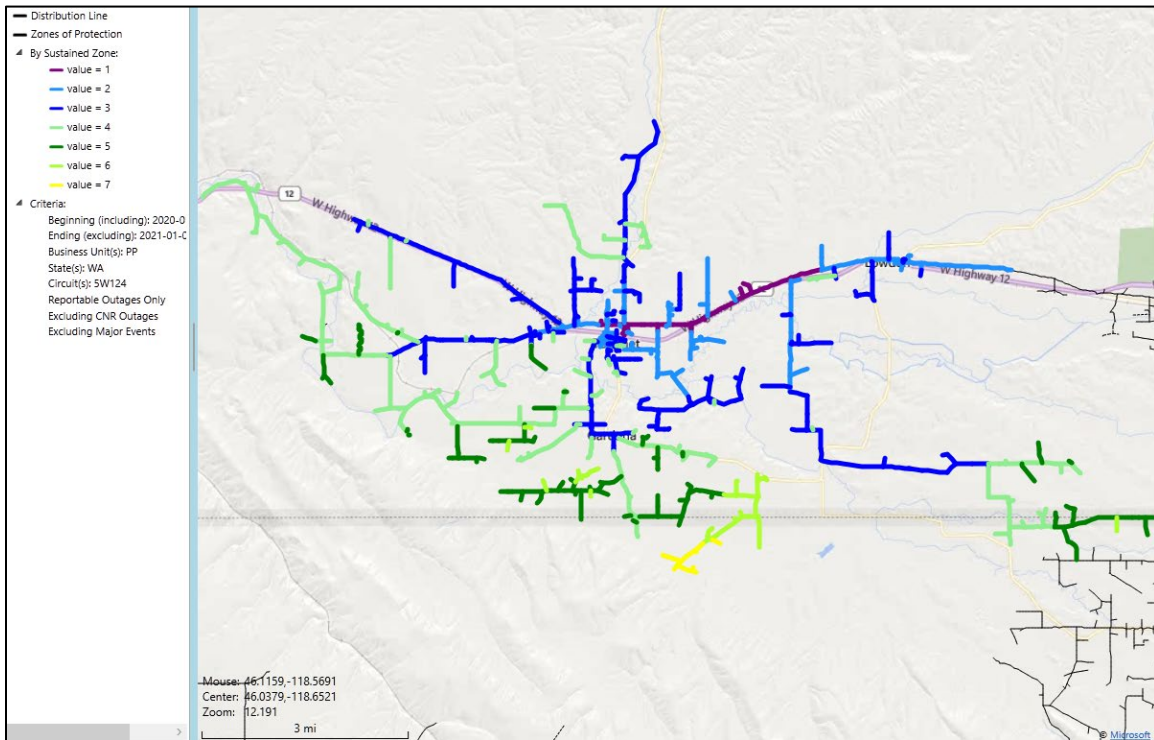 Distribution Line
Zones of Protection
By Sustained Zone:
value = 1
value = 2
value = 3
value = 4
value = 5
value = 6
value = 7
Criteria:
Beginning (including): 2020-0
Ending (excluding): 2021-01-0
Business Unit(s): PP
State(s): WA
Circuit(s): 5W124
Reportable Outages Only
Excluding CNR Outages
Excluding Major Events
12
W Highway 12
W Highway 12
Mouse: 46.1159,-118.5691
Center: 46.0379,-118.6521
Zoom: 12.191
3 mi
© Microsoft